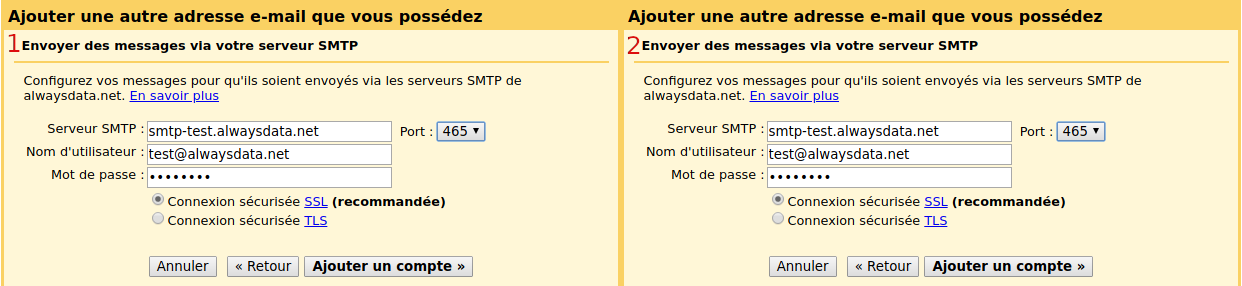 Ajouter une autre adresse e-mail que vous possédez
1 Envoyer des messages via votre serveur SMTP
Configurez vos messages pour qu'ils soient envoyés via les serveurs SMTP de
alwaysdata.net. En savoir plus
Serveur SMTP : smtp-test.alwaysdata.net Port : 465
Nom d'utilisateur : test@alwaysdata.net
Mot de passe : ••••••••
Connexion sécurisée SSL (recommandée)
Connexion sécurisée TLS
Annuler « Retour Ajouter un compte »
Ajouter une autre adresse e-mail que vous possédez
2 Envoyer des messages via votre serveur SMTP
Configurez vos messages pour qu'ils soient envoyés via les serveurs SMTP de
alwaysdata.net. En savoir plus
Serveur SMTP : smtp-test.alwaysdata.net Port : 465
Nom d'utilisateur : test@alwaysdata.net
Mot de passe : ••••••••
Connexion sécurisée SSL (recommandée)
Connexion sécurisée TLS
Annuler « Retour Ajouter un compte »